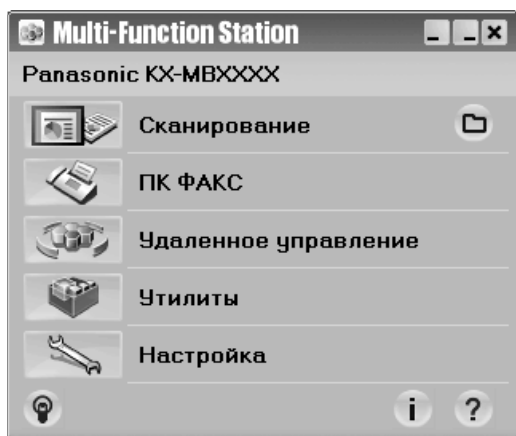 Multi-Function Station
Panasonic KX-MBXXXX
Сканирование
ПК ФАКС
Удаленное управление
Утилиты
Настройка
i ?